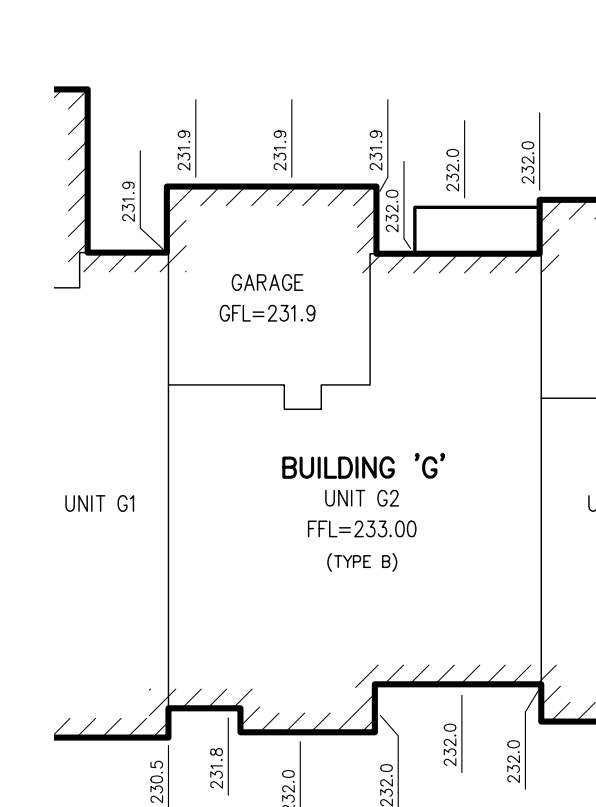 231.9
231.9
231.9
231.9
232.0
232.0
232.0
GARAGE
GFL=231.9
BUILDING 'G'
UNIT G2
FFL=233.00
(TYPE B)
UNIT G1
U
230.5
231.8
232.0
232.0
232.0
232.0